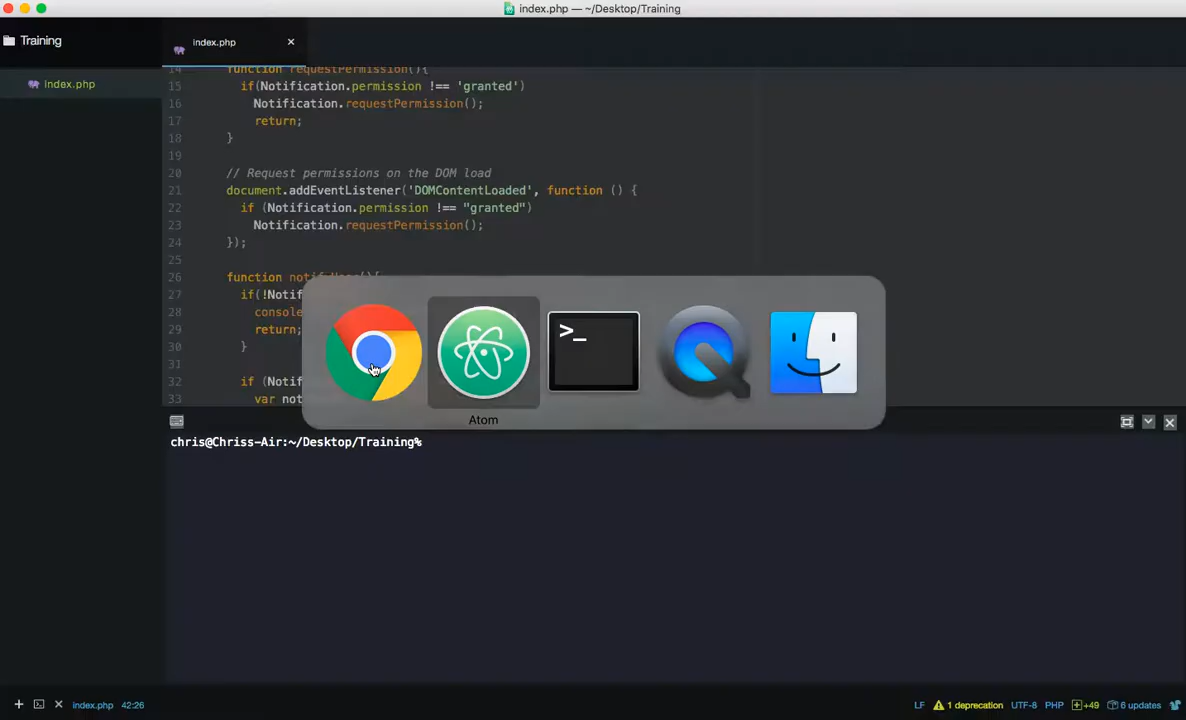 index.php — ~/Desktop/Training
Training
index.php
index.php
14 function requestPermission(){
15 if(Notification.permission !== 'granted')
16 Notification.requestPermission();
17 return;
18 }
19
20 // Request permissions on the DOM load
21 document.addEventListener('DOMContentLoaded', function () {
22 if (Notification.permission !== "granted")
23 Notification.requestPermission();
24 });
25
26 function notifyUser(){
27 if(!Notif
28 console
29 return;
30 }
31
32 if (Notif
33 var not
>_
Atom
chris@Chriss-Air:~/Desktop/Training%
index.php 42:26 LF 1 deprecation UTF-8 PHP +49 6 updates